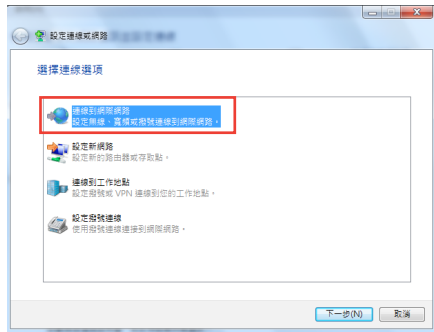 設定連線或網路
選擇連線選項
連線到網際網路
設定無線、寬頻或撥號連線到網際網路。
設定新網路
設定新的路由器或存取點。
連線到工作地點
設定撥號或 VPN 連線到您的工作地點。
設定撥號連線
使用撥號連線連接到網際網路。
下一步(N)
取消